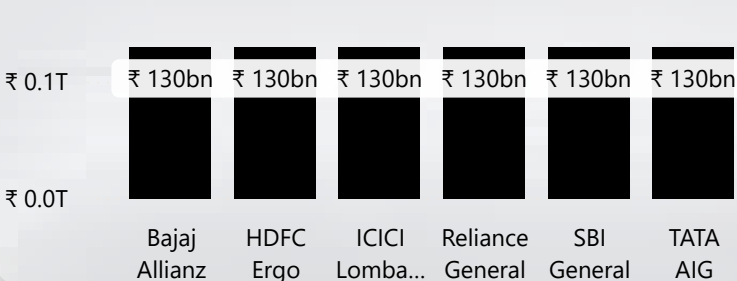 ₹ 0.1T
₹ 130bn ₹ 130bn ₹ 130bn ₹ 130bn ₹ 130bn ₹ 130bn
₹ 0.0T
Bajaj Allianz
HDFC Ergo
ICICI Lomba...
Reliance General
SBI General
TATA AIG